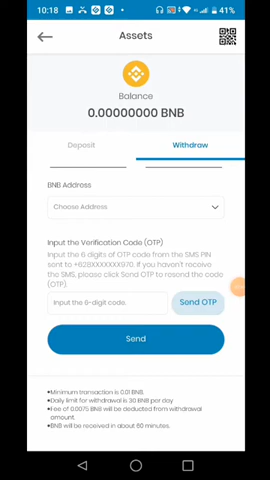 10:18
41%
Assets
Balance
0.00000000 BNB
Deposit
Withdraw
BNB Address
Choose Address
Input the Verification Code (OTP)
Input the 6 digits of OTP code from the SMS PIN
sent to +628XXXXXXX970. If you haven't receive
the SMS, please click Send OTP to resend the code
(OTP).
Input the 6-digit code.
Send OTP
Send
•Minimum transaction is 0.01 BNB.
•Daily limit for withdrawal is 30 BNB per day
•Fee of 0.0075 BNB will be deducted from withdrawal
amount.
•BNB will be received in about 60 minutes.